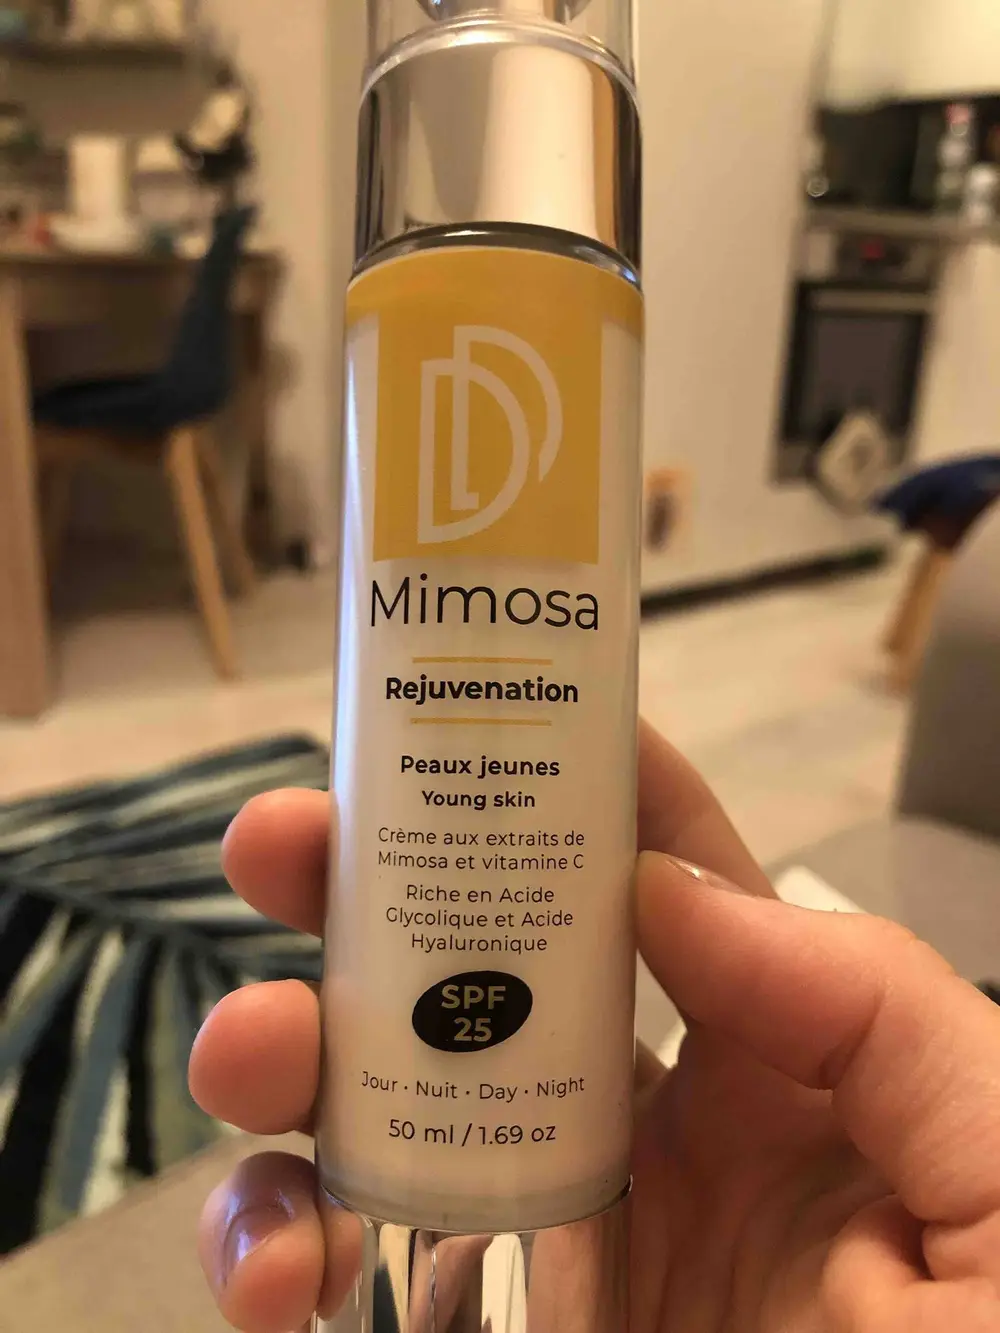 Mimosa
Rejuvenation
Peaux jeunes
Young skin
Crème aux extraits de
Mimosa et vitamine C
Riche en Acide
Glycolique et Acide
Hyaluronique
SPF
25
Jour · Nuit · Day · Night
50 ml / 1.69 oz